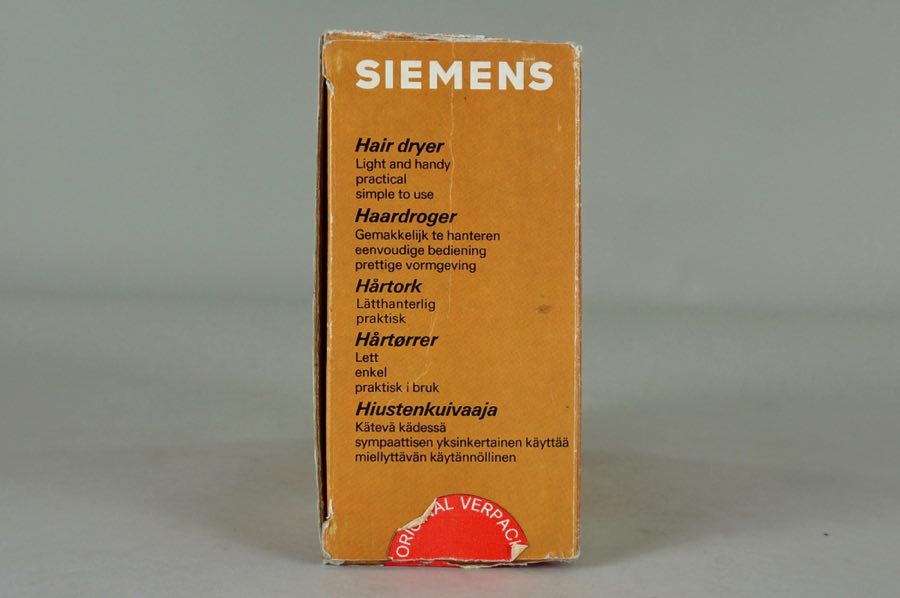 SIEMENS
Hair dryer
Light and handy
practical
simple to use
Haardroger
Gemakkelijk te hanteren
eenvoudige bediening
prettige vormgeving
Hårtork
Lätthanterlig
praktisk
Hårtørrer
Lett
enkel
praktisk i bruk
Hiustenkuivaaja
Kätevä kädessä
sympaattisen yksinkertainen käyttää
miellyttävän käytännöllinen